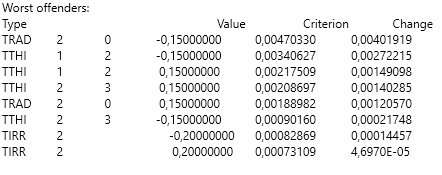 Worst offenders:
Type Value Criterion Change
TRAD 2 0 -0,15000000 0,00470330 0,00401919
TTHI 1 2 -0,15000000 0,00340627 0,00272215
TTHI 1 2 0,15000000 0,00217509 0,00149098
TTHI 2 3 0,15000000 0,00208697 0,00140285
TRAD 2 0 0,15000000 0,00188982 0,00120570
TTHI 2 3 -0,15000000 0,00090160 0,00021748
TIRR 2 -0,20000000 0,00082869 0,00014457
TIRR 2 0,20000000 0,00073109 4,6970E-05